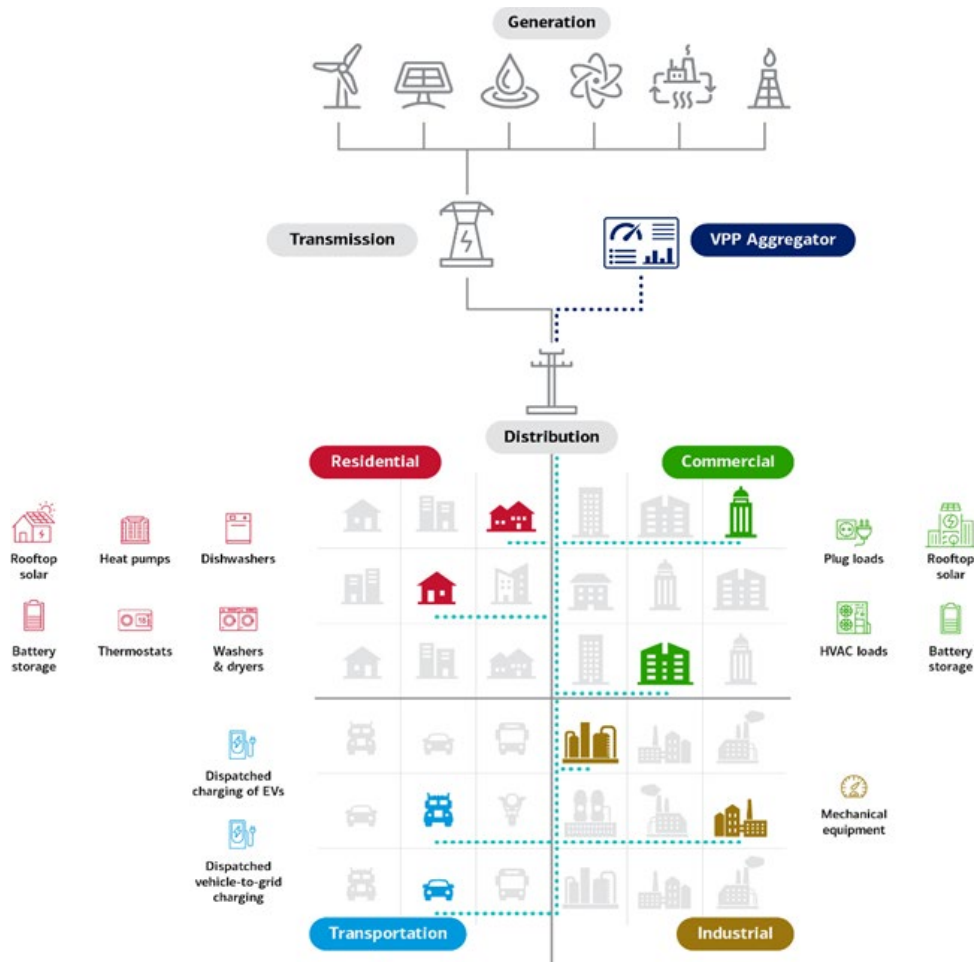 Generation
Transmission
VPP Aggregator
Distribution
Residential
Commercial
Rooftop
solar
Heat pumps
Dishwashers
Plug loads
Rooftop
solar
Battery
storage
Thermostats
Washers
& dryers
HVAC loads
Battery
storage
Dispatched
charging of EVs
Mechanical
equipment
Dispatched
vehicle-to-grid
charging
Transportation
Industrial